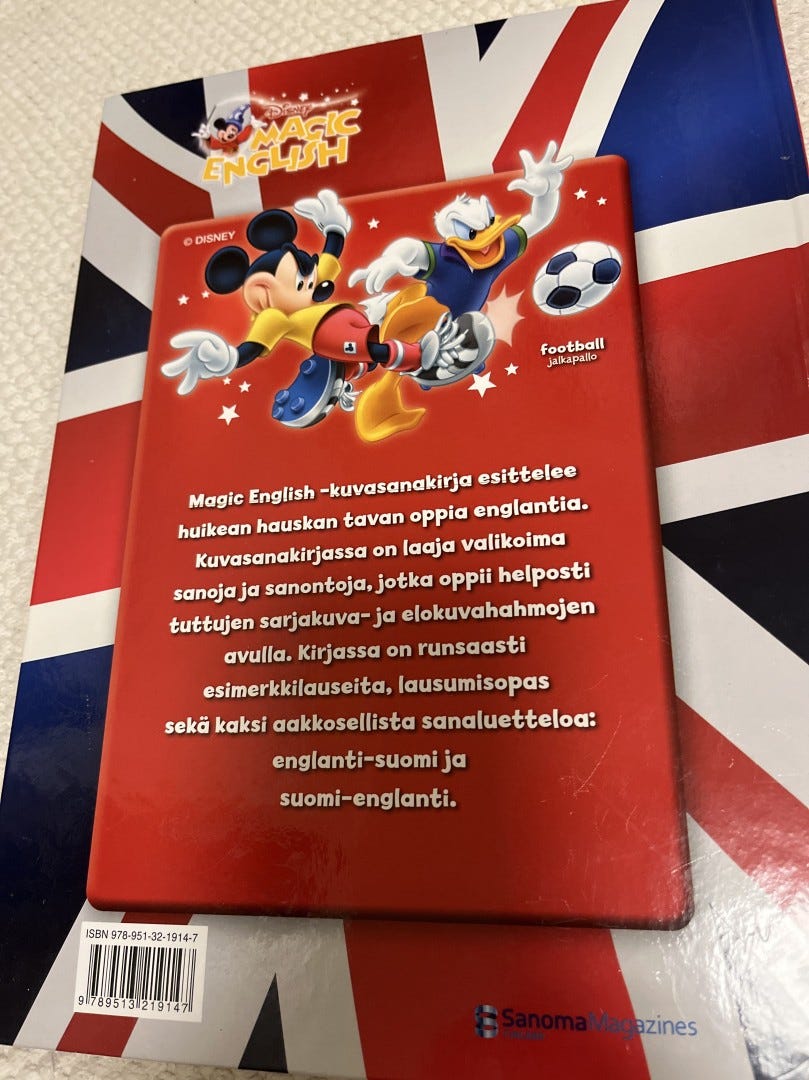 Disney
MAGIC
ENGLISH
© DISNEY
football
jalkapallo
Magic English -kuvasanakirja esittelee
huikean hauskan tavan oppia englantia.
Kuvasanakirjassa on laaja valikoima
sanoja ja sanontoja, jotka oppii helposti
tuttujen sarjakuva- ja elokuvahahmojen
avulla. Kirjassa on runsaasti
esimerkkilauseita, lausumisopas
sekä kaksi aakkosellista sanaluetteloa:
englanti-suomi ja
suomi-englanti.
ISBN 978-951-32-1914-7
9 789513 219147
SanomaMagazines